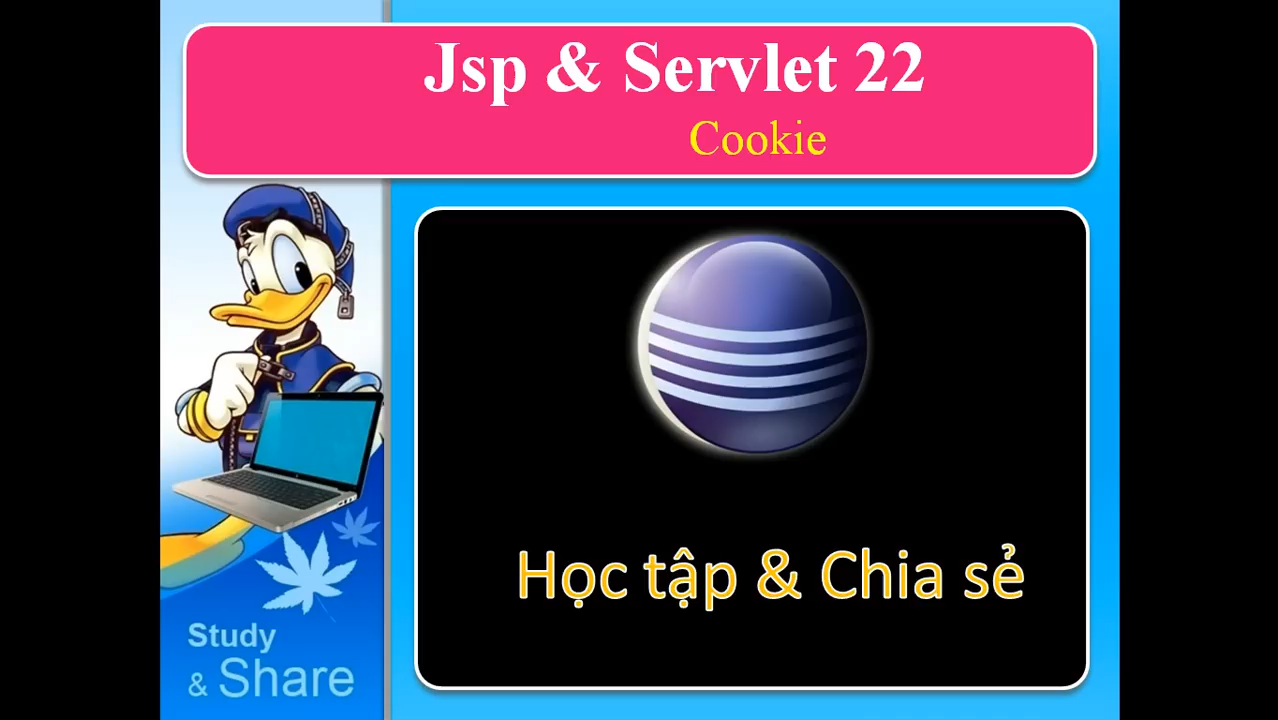 Jsp & Servlet 22
Cookie
Học tập & Chia sẻ
Study
& Share